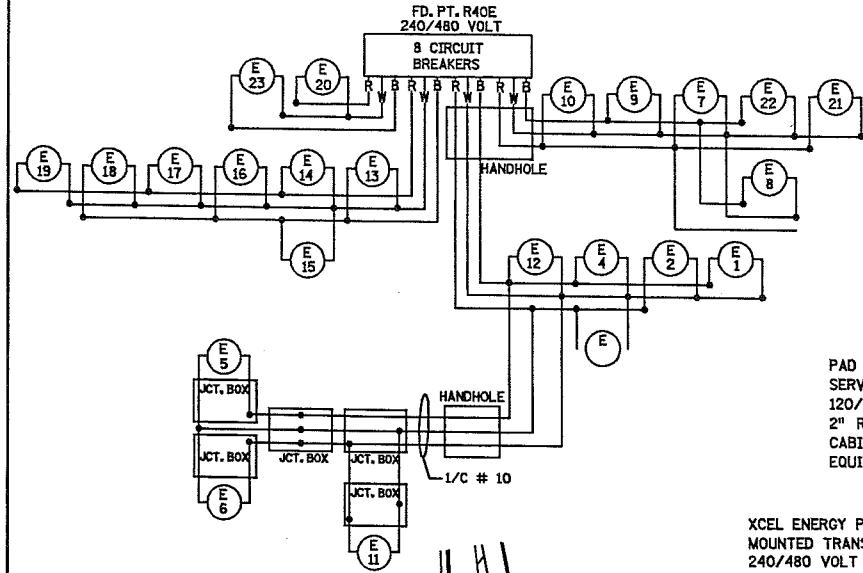 FD. PT. R40E
240/480 VOLT
8 CIRCUIT
BREAKERS
R W B R W B R W B R W B
E 23
E 20
E 10
E 9
E 7
E 22
E 21
E 8
HANDHOLE
E 19
E 18
E 17
E 16
E 14
E 13
E 15
E 12
E 4
E 2
E 1
E
E 5
JCT. BOX
JCT. BOX
E 6
JCT. BOX
JCT. BOX
JCT. BOX
E 11
HANDHOLE
1/C # 10
PAD
SERV
120/
2" R
CABI
EQUI
XCEL ENERGY P
MOUNTED TRANS
240/480 VOLT